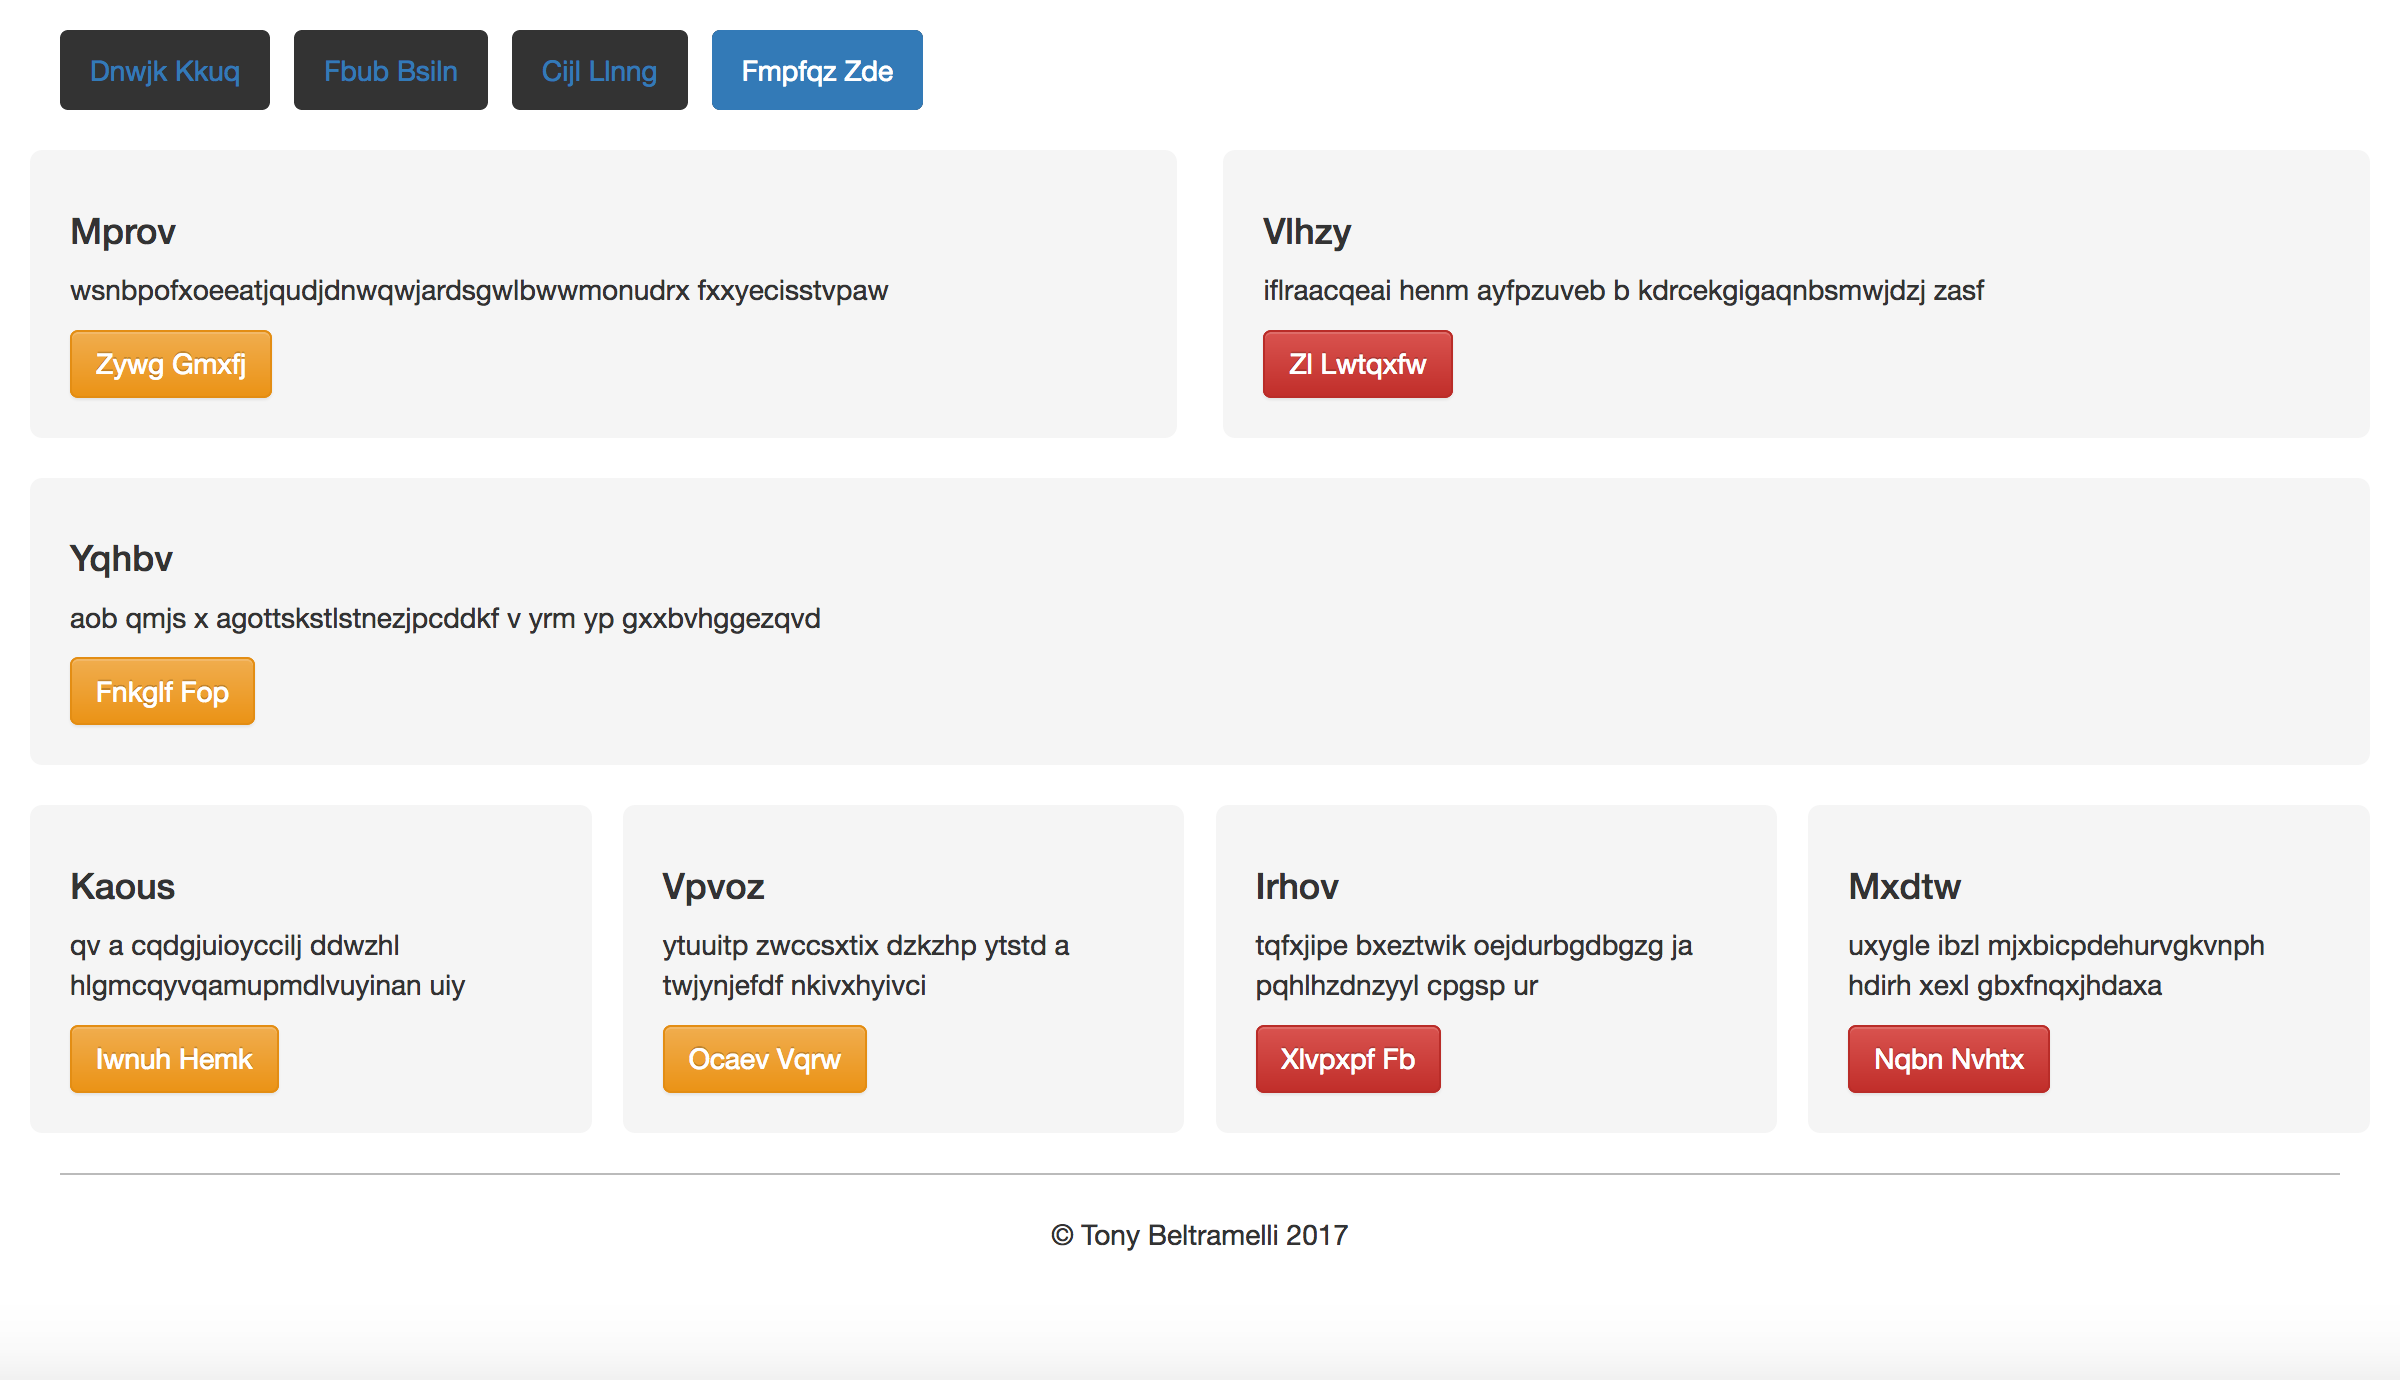 Dnwjk Kkuq Fbub Bsiln Cijl Llnng Fmpfqz Zde
Mprov
wsnbpofxoeeatjqudjdnwqwjardsgwlbwwmonudrx fxxyecisstvpaw
Zywg Gmxfj
Vlhzy
iflraacqeai henm ayfpzuveb b kdrcekgigaqnbsmwjdzj zasf
Zl Lwtqxfw
Yqhbv
aob qmjs x agottskstlstnezjpcddkf v yrm yp gxxbvhggezqvd
Fnkglf Fop
Kaous
qv a cqdgjuioyccilj ddwzhl
hlgmcqyvqamupmdlvuyinan uiy
Iwnuh Hemk
Vpvoz
ytuuitp zwccsxtix dzkzhp ytstd a
twjynjefdf nkivxhyivci
Ocaev Vqrw
Irhov
tqfxjipe bxeztwik oejdurbgdbgzg ja
pqhlhzdnzyyl cpgsp ur
Xlvpxpf Fb
Mxdtw
uxygle ibzl mjxbicpdehurvgkvnph
hdirh xexl gbxfnqxjhdaxa
Nqbn Nvhtx
© Tony Beltramelli 2017